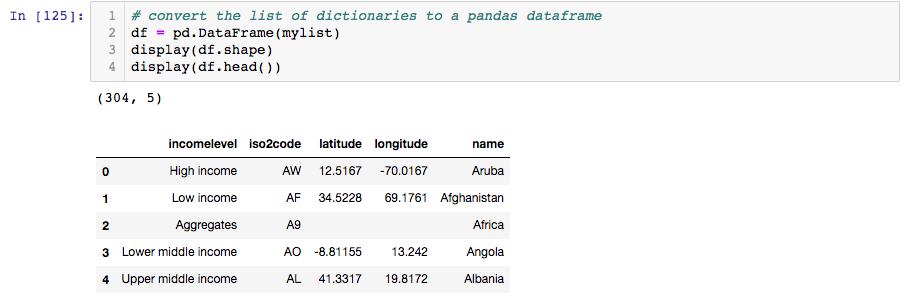 In [125]:
1 # convert the list of dictionaries to a pandas dataframe
2 df = pd.DataFrame(mylist)
3 display(df.shape)
4 display(df.head())
(304, 5)
incomelevel iso2code latitude longitude name
0 High income AW 12.5167 -70.0167 Aruba
1 Low income AF 34.5228 69.1761 Afghanistan
2 Aggregates A9 Africa
3 Lower middle income AO -8.81155 13.242 Angola
4 Upper middle income AL 41.3317 19.8172 Albania